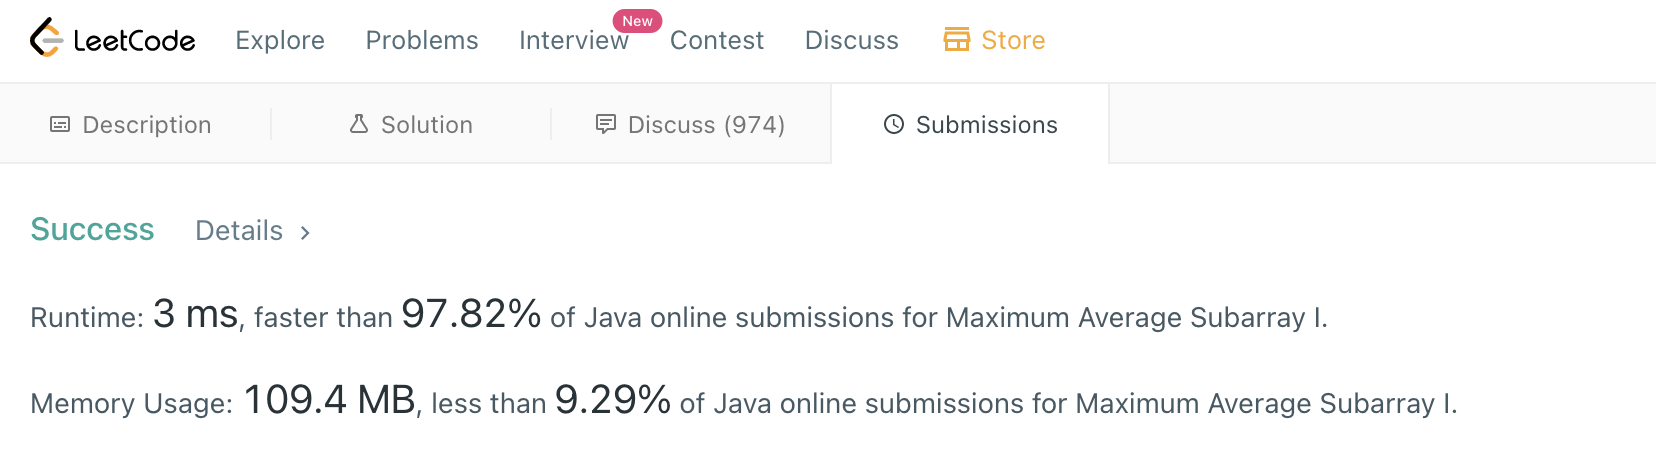 LeetCode Explore Problems Interview New Contest Discuss Store
Description Solution Discuss (974) Submissions
Success Details >
Runtime: 3 ms, faster than 97.82% of Java online submissions for Maximum Average Subarray I.
Memory Usage: 109.4 MB, less than 9.29% of Java online submissions for Maximum Average Subarray I.